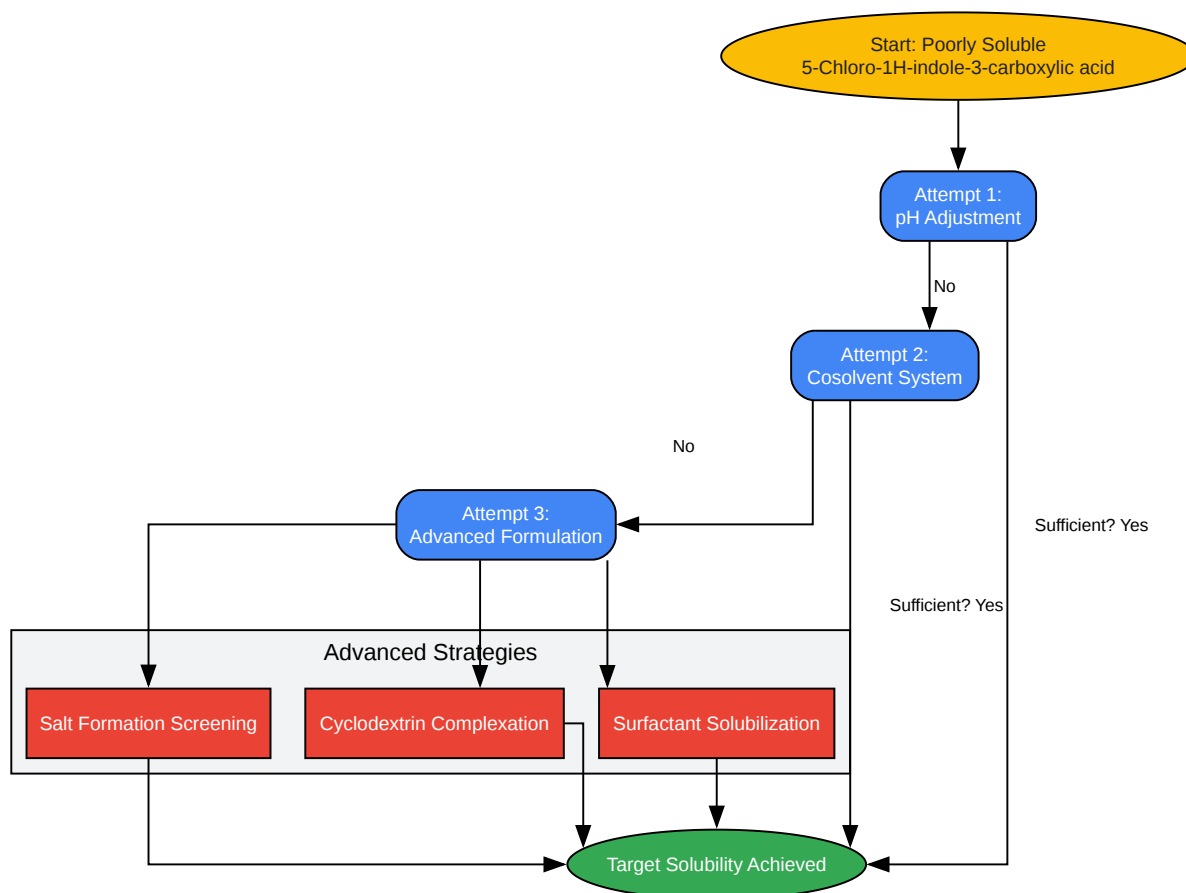 Start: Poorly Soluble
5-Chloro-1H-indole-3-carboxylic acid
Attempt 1:
pH Adjustment
No
Attempt 2:
Cosolvent System
No
Attempt 3:
Advanced Formulation
Sufficient? Yes
Sufficient? Yes
Advanced Strategies
Salt Formation Screening
Cyclodextrin Complexation
Surfactant Solubilization
Target Solubility Achieved